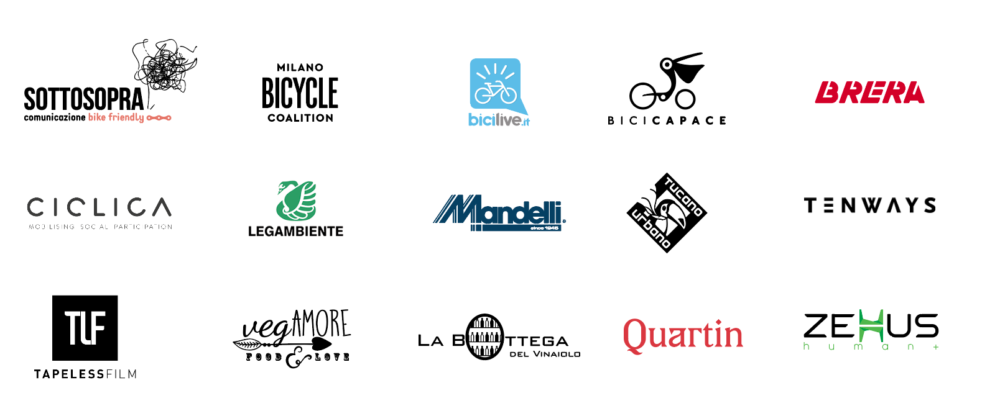 SOTTOSOPRA
comunicazione bike friendly
MILANO
BICYCLE
COALITION
bicilive.it
BICICAPACE
BRERA
CICLICA
MOBILISING SOCIAL PARTICIPATION
LEGAMBIENTE
Mandelli®
since 1945
Tucano
urbano
TENWAYS
TLF
TAPELESSFILM
vegAMORE
FOOD & LOVE
LA BOTTEGA
DEL VINAIOLO
Quartin
ZEHUS
human+